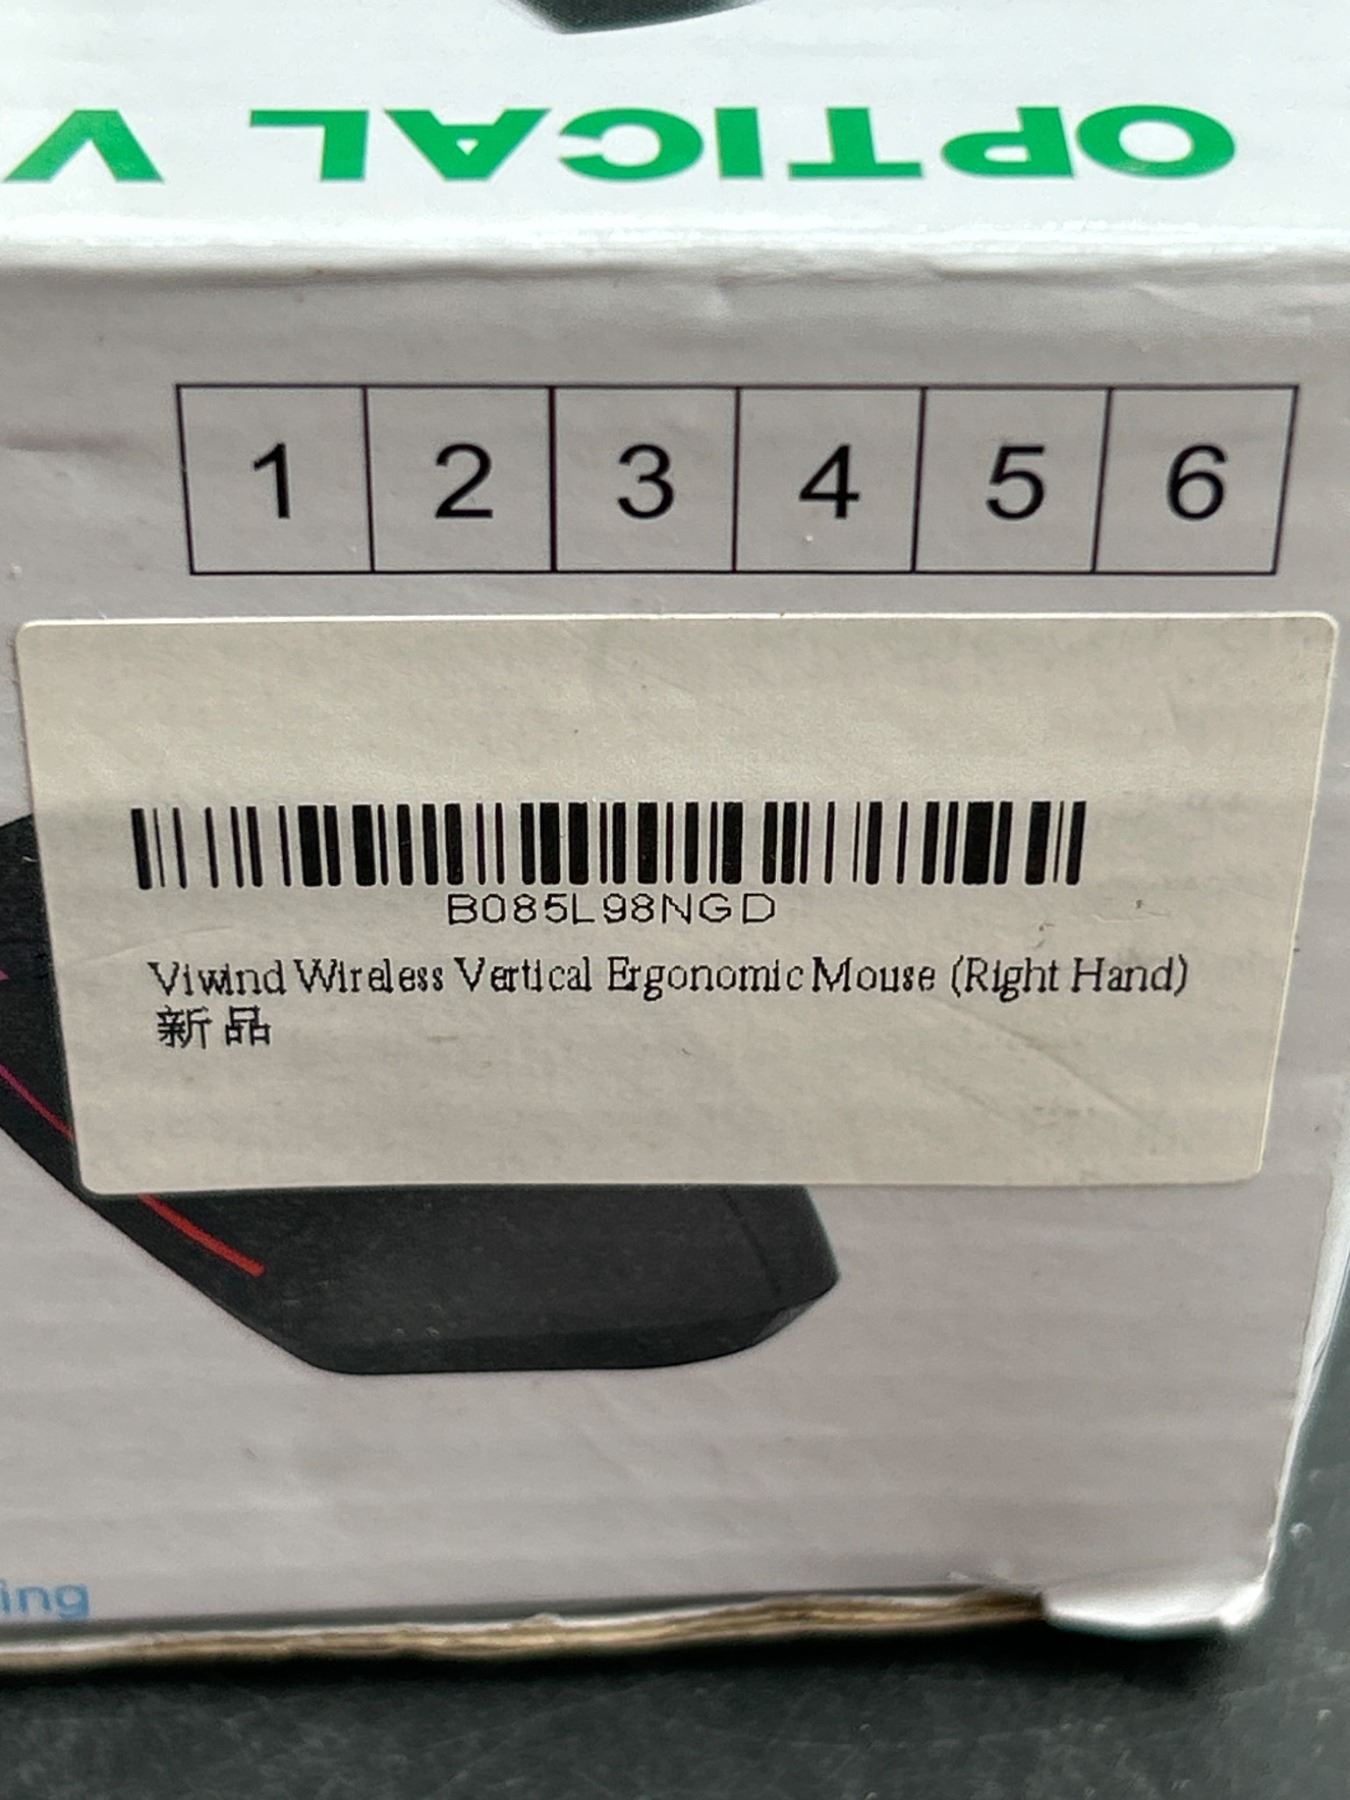 OPTICAL V
1 2 3 4 5 6
B085L98NGD
Viwind Wireless Vertical Ergonomic Mouse (Right Hand)
新品
ing